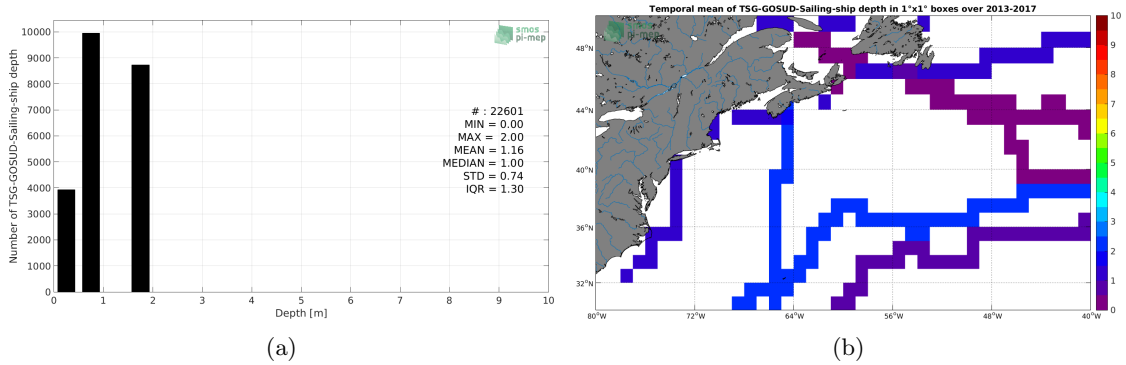 smos
pi-mep
10000
9000
8000
7000
6000
5000
4000
3000
2000
1000
0
Number of TSG-GOSUD-Sailing-ship depth
# : 22601
MIN = 0.00
MAX = 2.00
MEAN = 1.16
MEDIAN = 1.00
STD = 0.74
IQR = 1.30
0 1 2 3 4 5 6 7 8 9 10
Depth [m]
(a)
Temporal mean of TSG-GOSUD-Sailing-ship depth in 1°x1° boxes over 2013-2017
smos
pi-mep
48°N
44°N
40°N
36°N
32°N
80°W 72°W 64°W 56°W 48°W 40°W
10
9
8
7
6
5
4
3
2
1
0
(b)